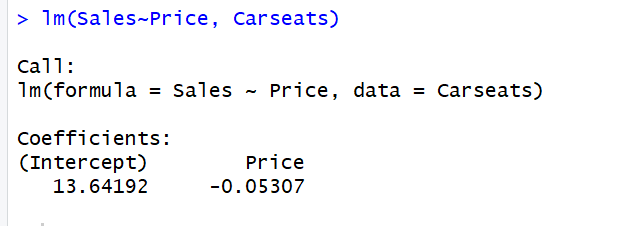 > lm(Sales~Price, Carseats)
Call:
lm(formula = Sales ~ Price, data = Carseats)
Coefficients:
(Intercept)        Price
   13.64192     -0.05307